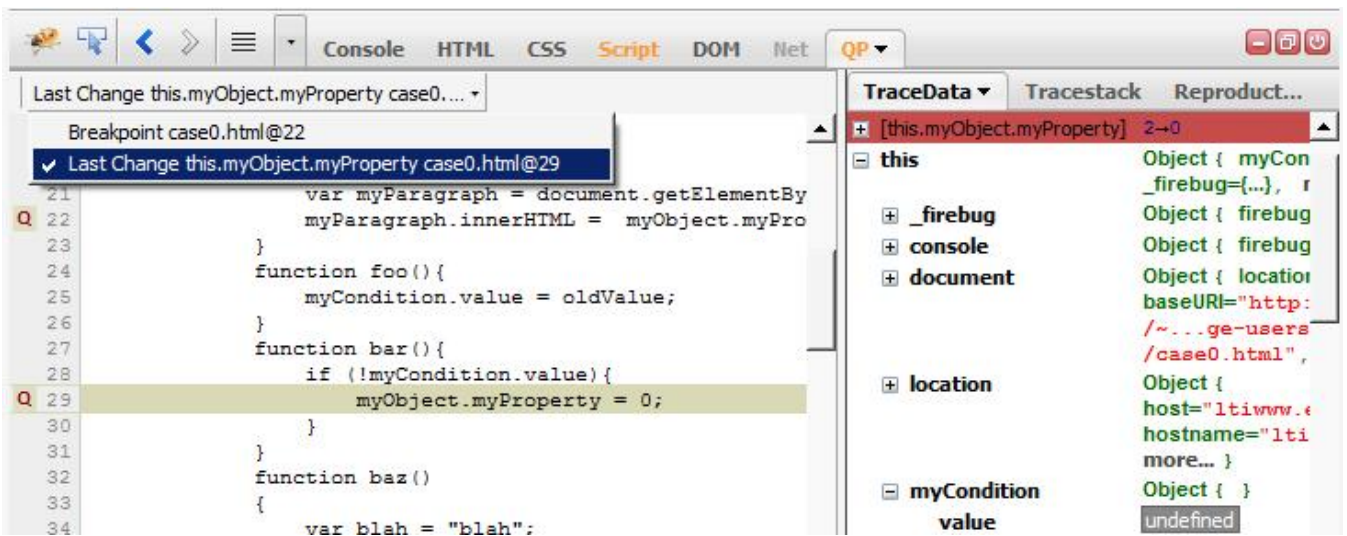 Console HTML CSS Script DOM Net QP
Last Change this.myObject.myProperty case0....
Breakpoint case0.html@22
Last Change this.myObject.myProperty case0.html@29
21 var myParagraph = document.getElementBy
Q 22 myParagraph.innerHTML = myObject.myPro
23 }
24 function foo(){
25 myCondition.value = oldValue;
26 }
27 function bar(){
28 if (!myCondition.value){
Q 29 myObject.myProperty = 0;
30 }
31 }
32 function baz()
33 {
34 var blah = "blah";
TraceData Tracestack Reproduct...
[this.myObject.myProperty] 2→0
this Object { myCon
_firebug={...}, r
_firebug Object { firebug
console Object { firebug
document Object { location
baseURI="http:
/~...ge-users
/case0.html",
location Object {
host="ltiwww.e
hostname="lti
more... }
myCondition Object { }
value undefined